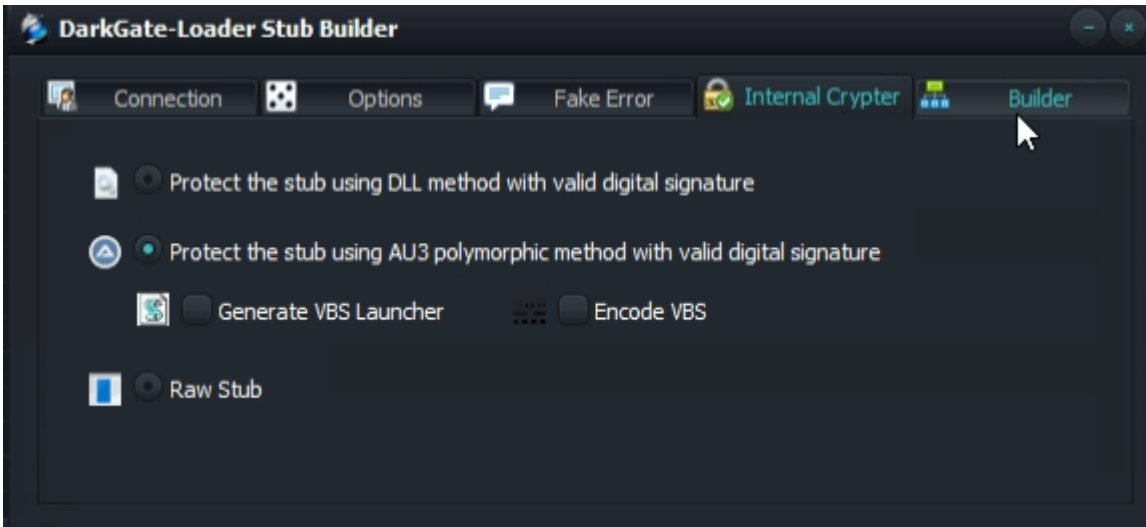 DarkGate-Loader Stub Builder
Connection Options Fake Error Internal Crypter Builder
Protect the stub using DLL method with valid digital signature
Protect the stub using AU3 polymorphic method with valid digital signature
Generate VBS Launcher Encode VBS
Raw Stub